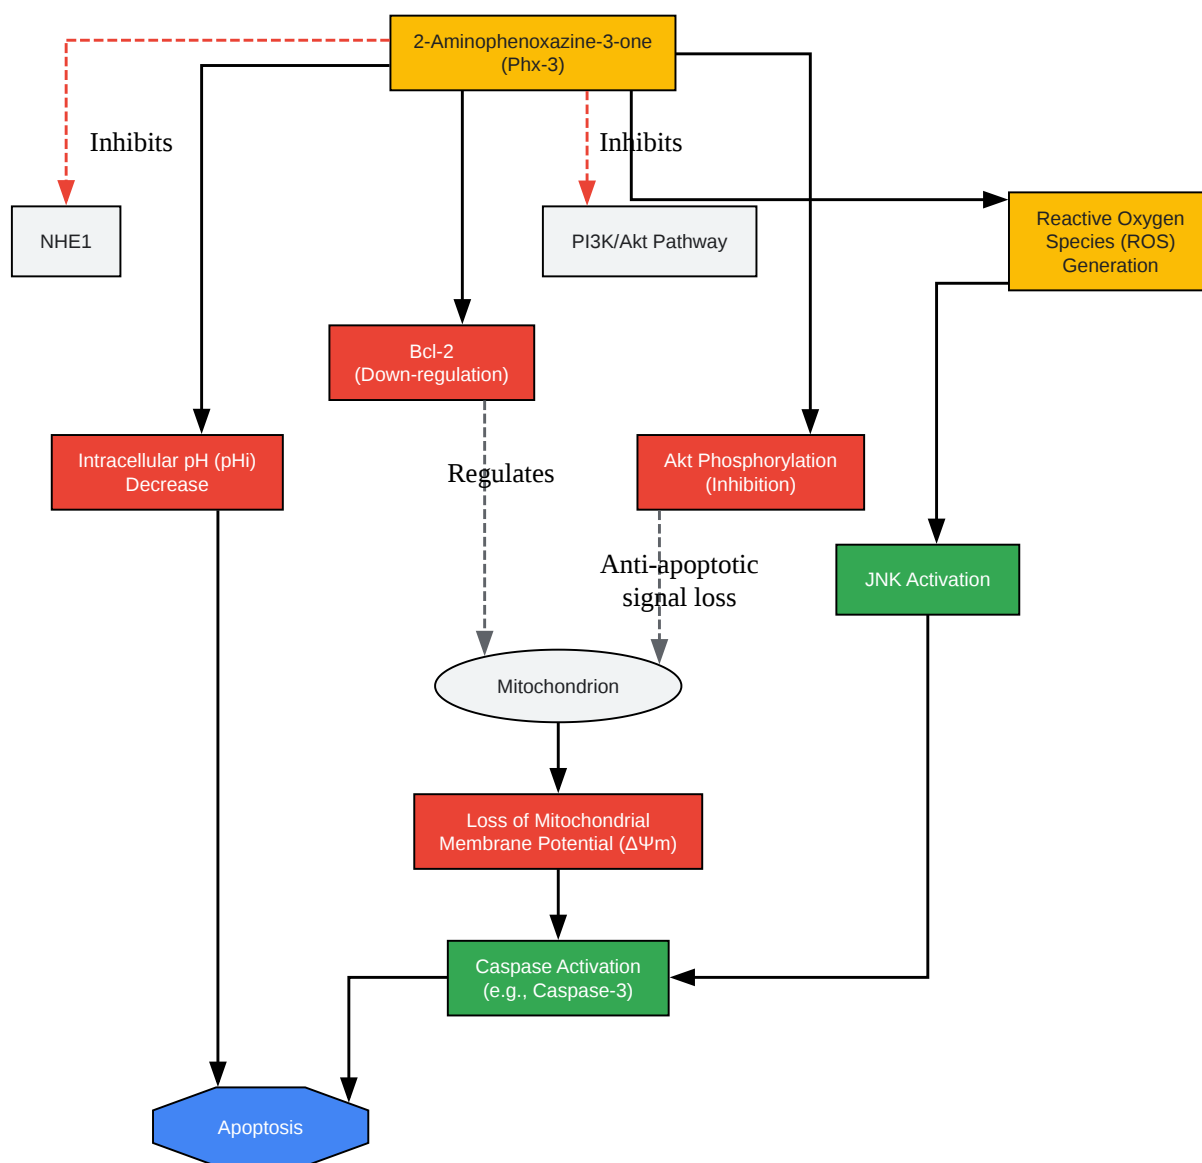 2-Aminophenoxazine-3-one
(Phx-3)
Inhibits
Inhibits
NHE1
PI3K/Akt Pathway
Reactive Oxygen
Species (ROS)
Generation
Bcl-2
(Down-regulation)
Intracellular pH (pHi)
Decrease
Regulates
Akt Phosphorylation
(Inhibition)
Anti-apoptotic
signal loss
JNK Activation
Mitochondrion
Loss of Mitochondrial
Membrane Potential (ΔΨm)
Caspase Activation
(e.g., Caspase-3)
Apoptosis